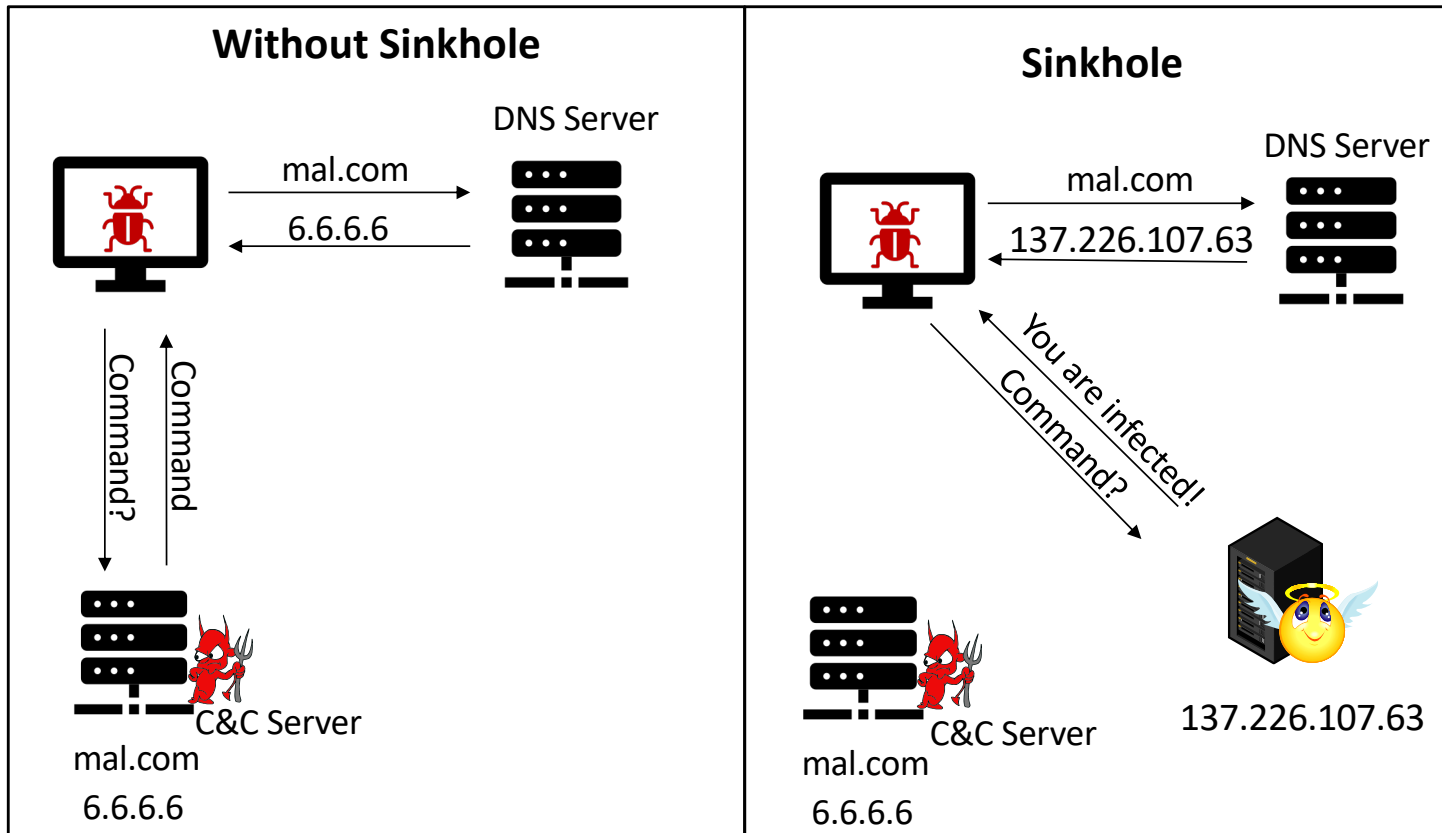 Without Sinkhole
DNS Server
mal.com
6.6.6.6
Command?
Command
C&C Server
mal.com
6.6.6.6
Sinkhole
DNS Server
mal.com
137.226.107.63
You are infected!
Command?
C&C Server
mal.com
6.6.6.6
137.226.107.63